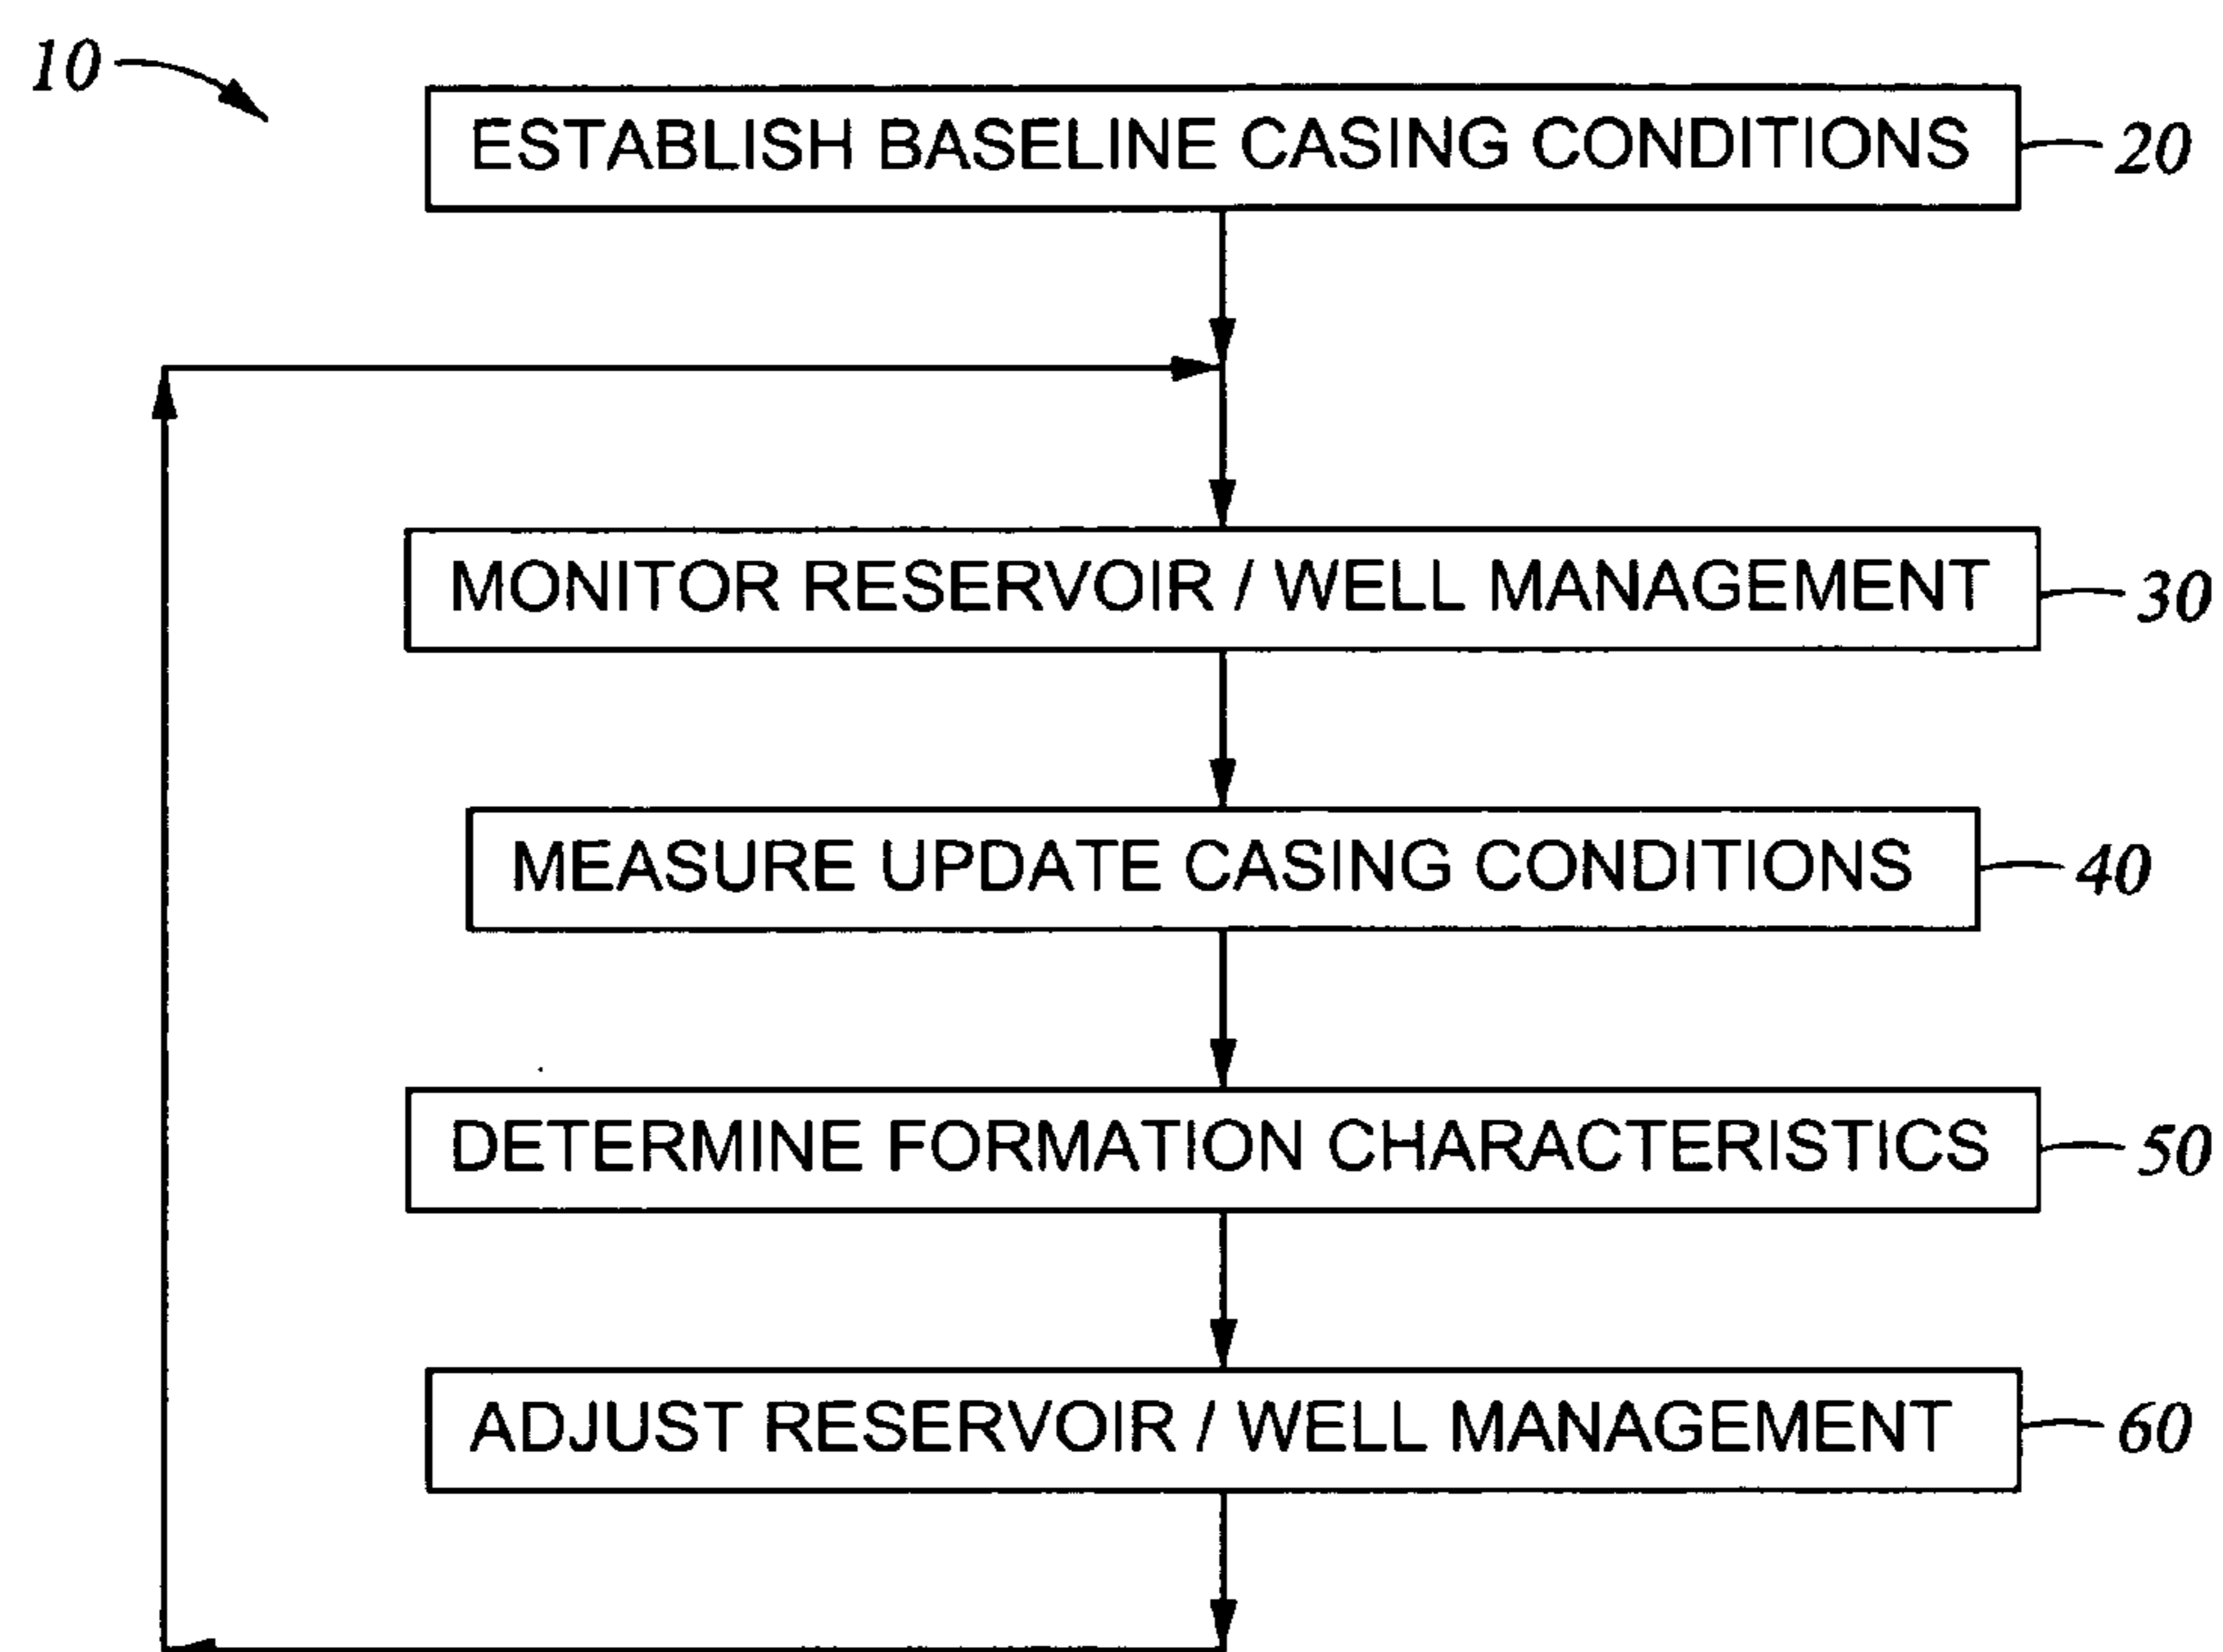 10
ESTABLISH BASELINE CASING CONDITIONS 20
MONITOR RESERVOIR / WELL MANAGEMENT 30
MEASURE UPDATE CASING CONDITIONS 40
DETERMINE FORMATION CHARACTERISTICS 50
ADJUST RESERVOIR / WELL MANAGEMENT 60